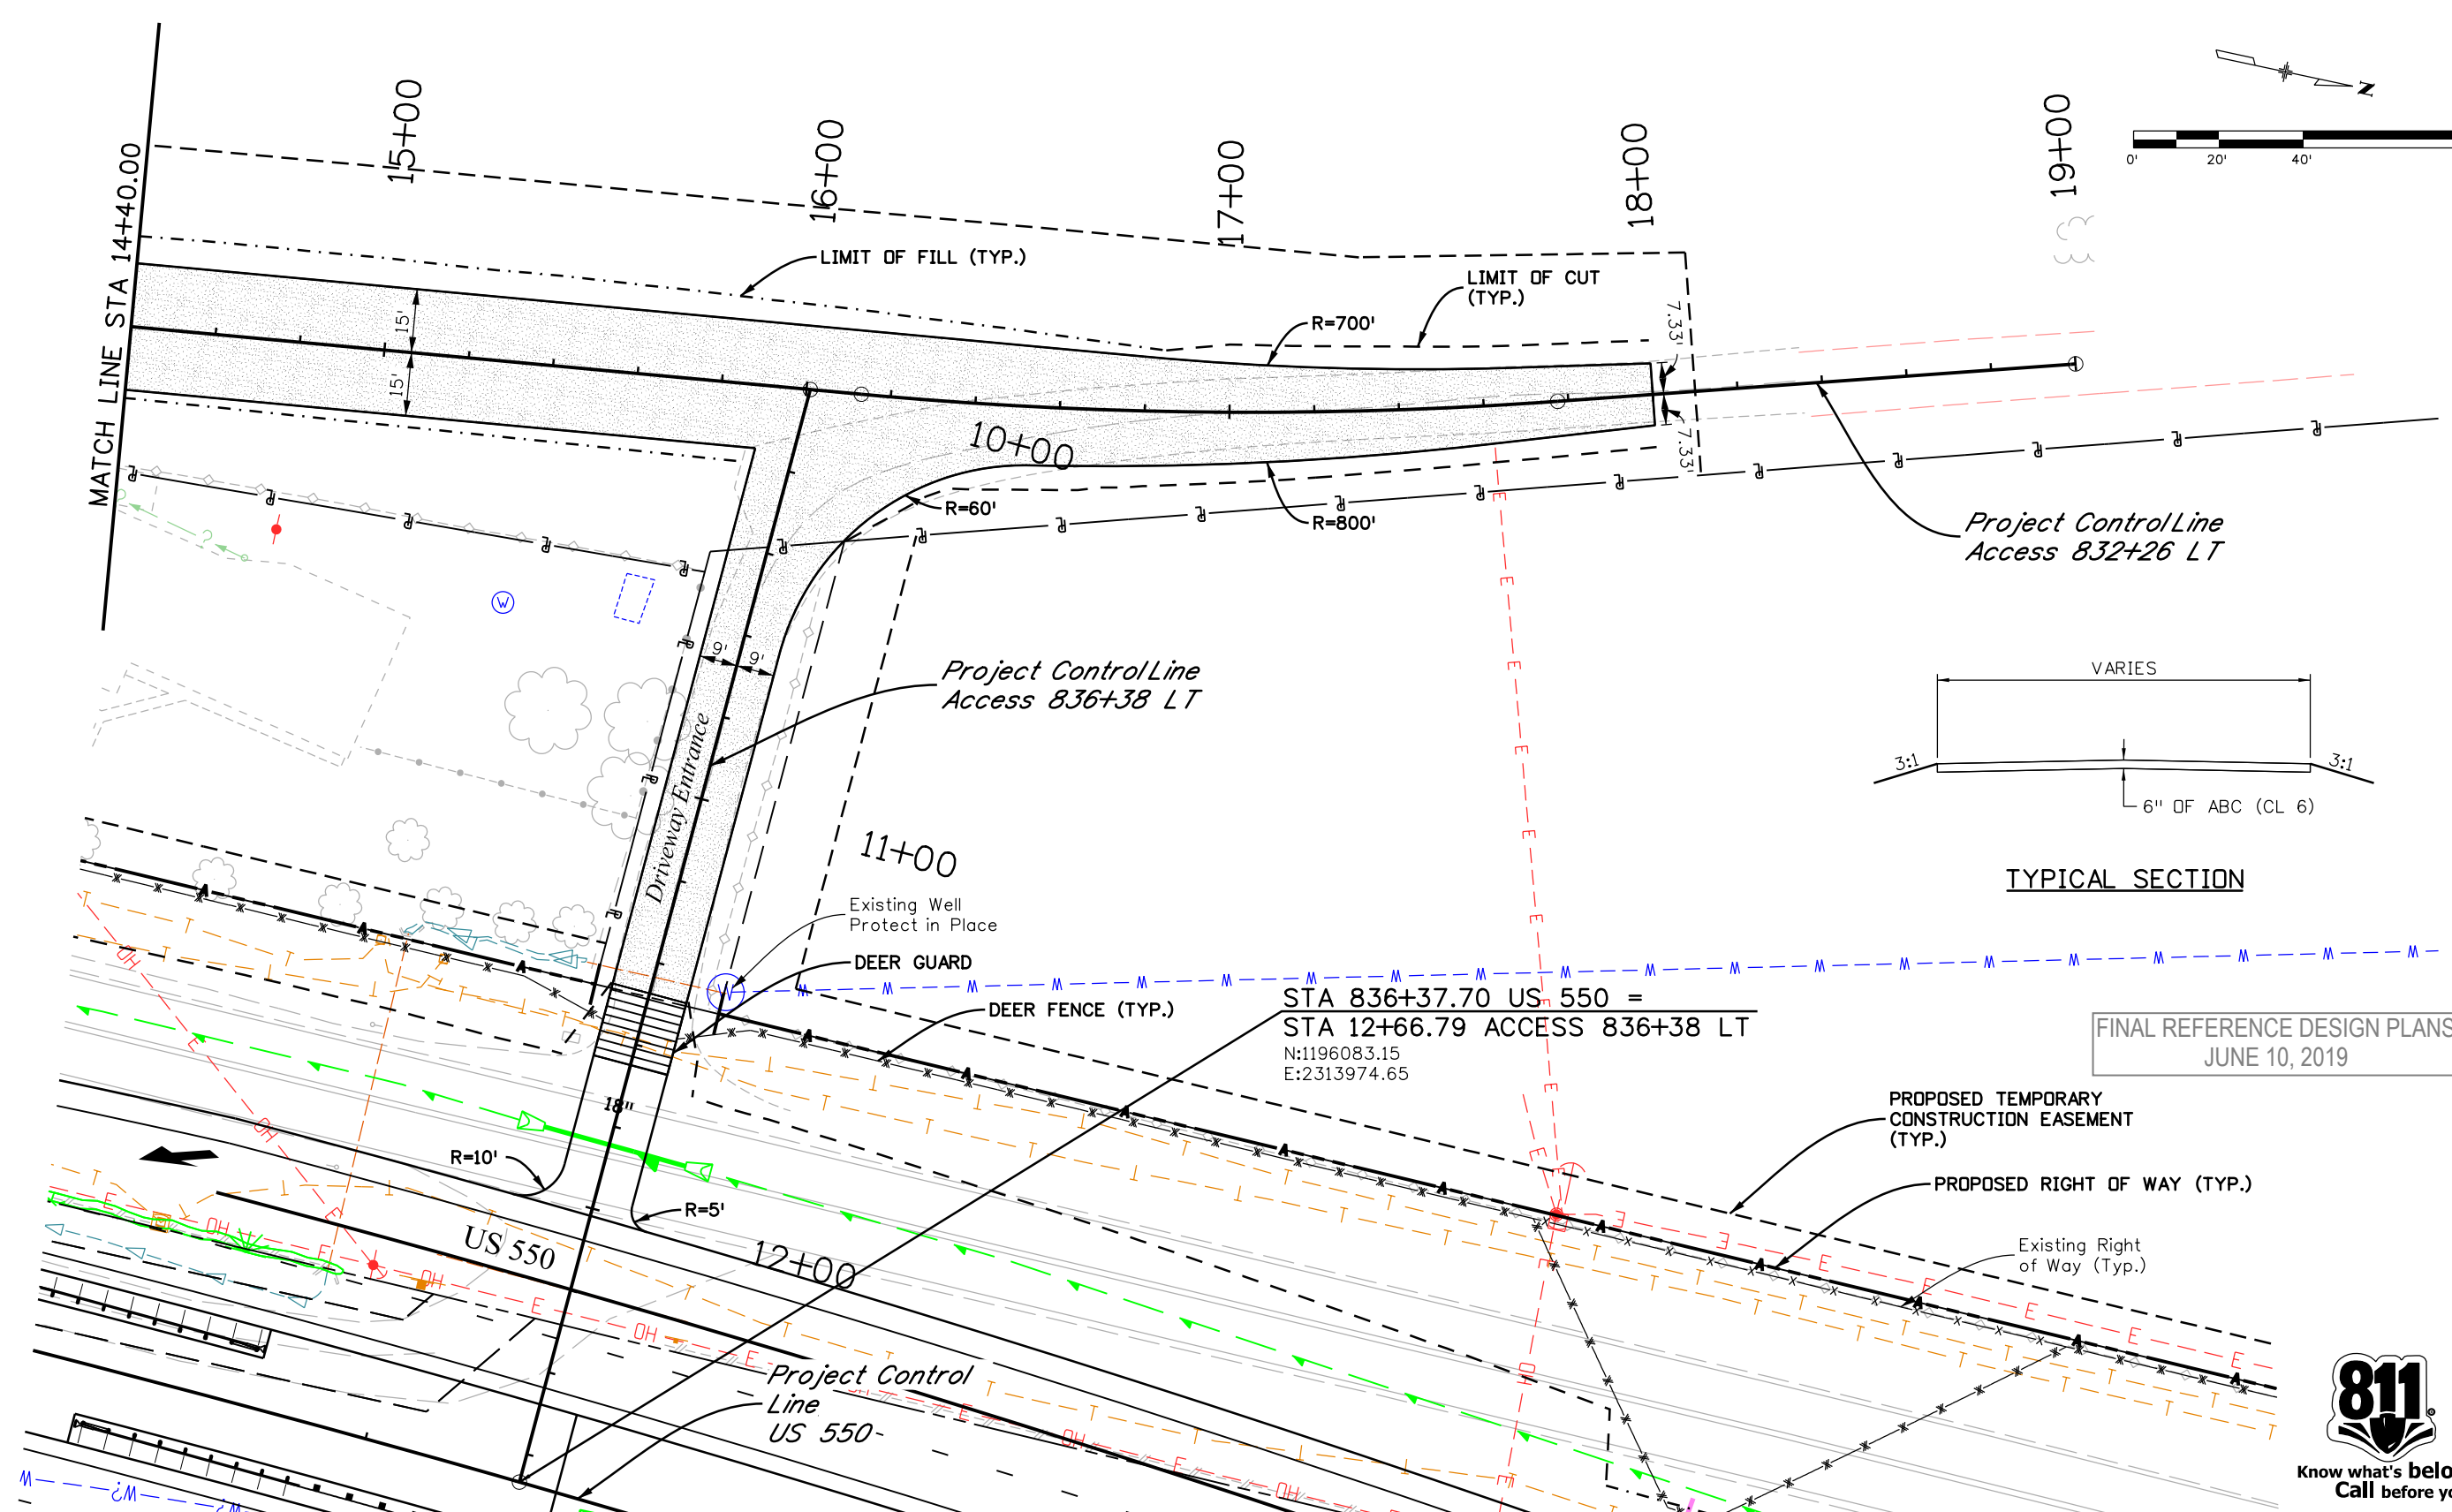 MATCH LINE STA 14+40.00
15+00
16+00
17+00
18+00
19+00
N
0' 20' 40'
LIMIT OF FILL (TYP.)
LIMIT OF CUT
(TYP.)
R=700'
7.33'
7.33'
15'
15'
10+00
R=60'
R=800'
Project Control Line
Access 832+26 LT
9' 9'
Project Control Line
Access 836+38 LT
Driveway Entrance
VARIES
3:1 3:1
6" OF ABC (CL 6)
TYPICAL SECTION
11+00
Existing Well
Protect in Place
DEER GUARD
DEER FENCE (TYP.)
STA 836+37.70 US 550 =
STA 12+66.79 ACCESS 836+38 LT
N:1196083.15
E:2313974.65
FINAL REFERENCE DESIGN PLANS
JUNE 10, 2019
PROPOSED TEMPORARY
CONSTRUCTION EASEMENT
(TYP.)
PROPOSED RIGHT OF WAY (TYP.)
Existing Right
of Way (Typ.)
18"
R=10'
R=5'
US 550
12+00
Project Control
Line
US 550
811
Know what's
Call before